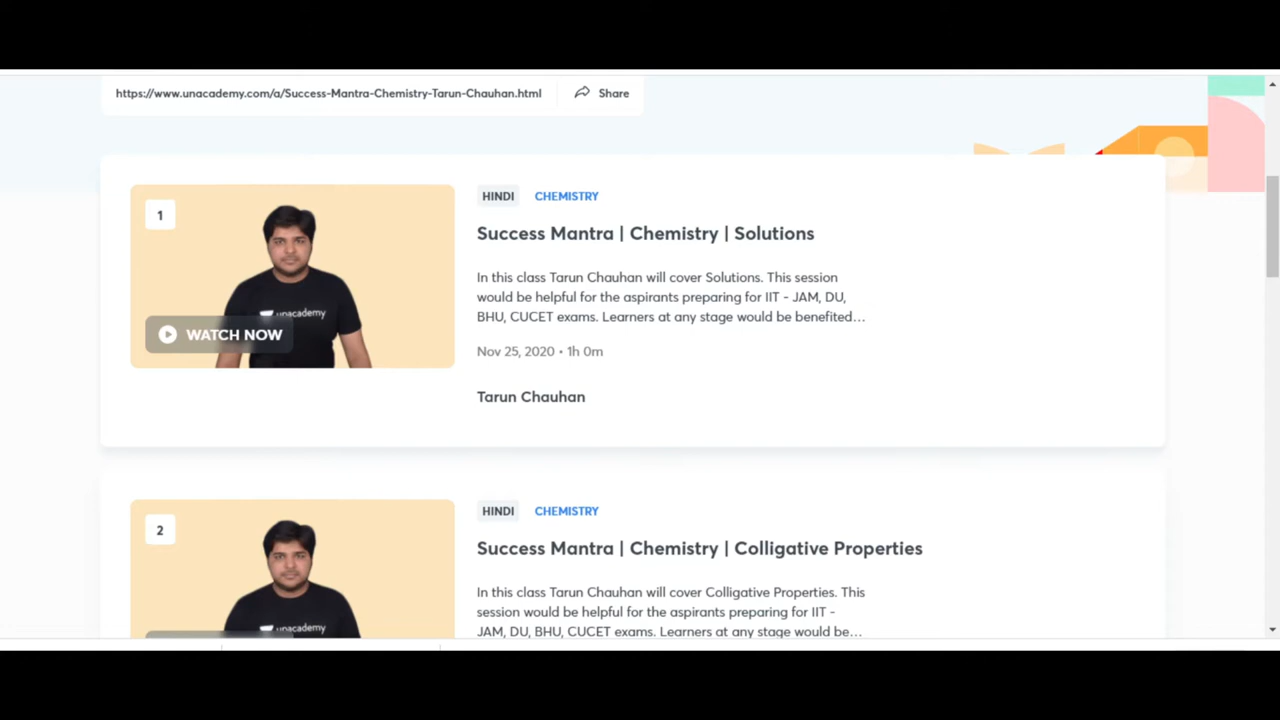 https://www.unacademy.com/a/Success-Mantra-Chemistry-Tarun-Chauhan.html Share
1
HINDI CHEMISTRY
Success Mantra | Chemistry | Solutions
In this class Tarun Chauhan will cover Solutions. This session
would be helpful for the aspirants preparing for IIT - JAM, DU,
BHU, CUCET exams. Learners at any stage would be benefited...
unacademy
WATCH NOW
Nov 25, 2020 • 1h 0m
Tarun Chauhan
2
HINDI CHEMISTRY
Success Mantra | Chemistry | Colligative Properties
In this class Tarun Chauhan will cover Colligative Properties. This
session would be helpful for the aspirants preparing for IIT -
JAM, DU, BHU, CUCET exams. Learners at any stage would be...
unacademy